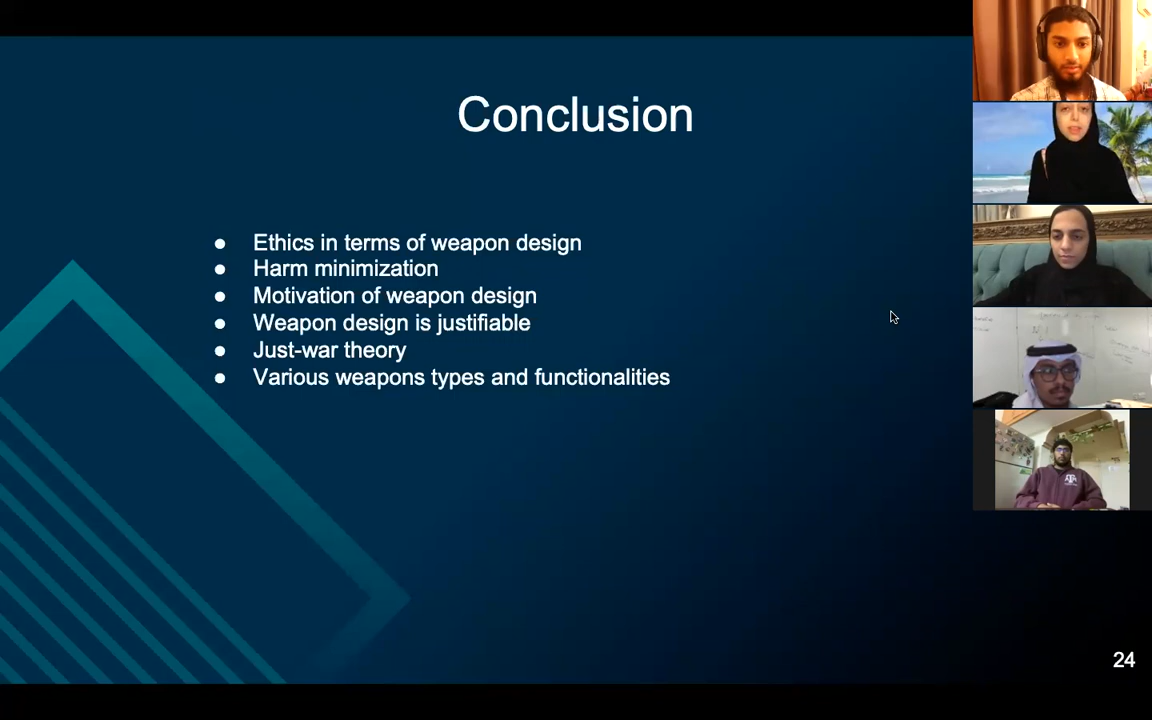 Conclusion
● Ethics in terms of weapon design
● Harm minimization
● Motivation of weapon design
● Weapon design is justifiable
● Just-war theory
● Various weapons types and functionalities
ATM
24